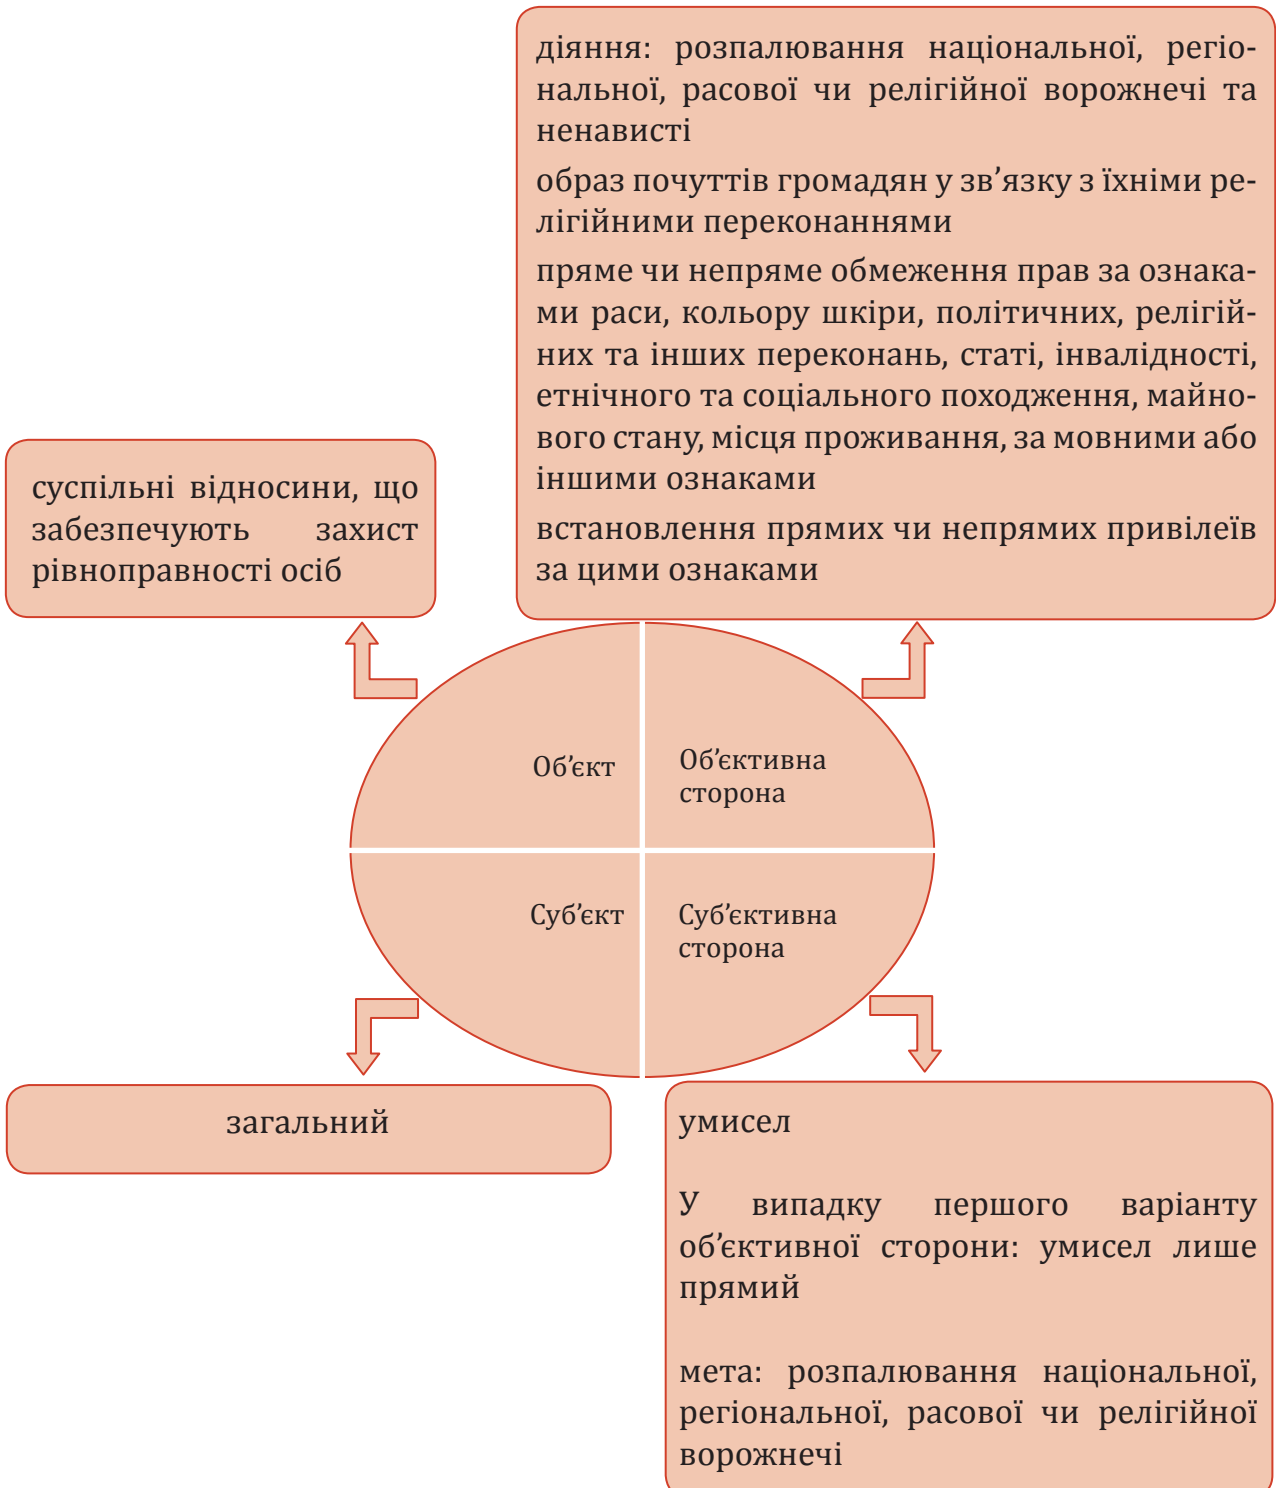 діяння: розпалювання національної, регіо-
нальної, расової чи релігійної ворожнечі та
ненависті
образ почуттів громадян у зв’язку з їхніми ре-
лігійними переконаннями
пряме чи непряме обмеження прав за ознака-
ми раси, кольору шкіри, політичних, релігій-
них та інших переконань, статі, інвалідності,
етнічного та соціального походження, майно-
вого стану, місця проживання, за мовними або
іншими ознаками
встановлення прямих чи непрямих привілеїв
за цими ознаками
суспільні відносини, що
забезпечують захист
рівноправності осіб
Об’єкт
Об’єктивна
сторона
Суб’єкт
Суб’єктивна
сторона
загальний
умисел
У випадку першого варіанту
об’єктивної сторони: умисел лише
прямий
мета: розпалювання національної,
регіональної, расової чи релігійної
ворожнечі